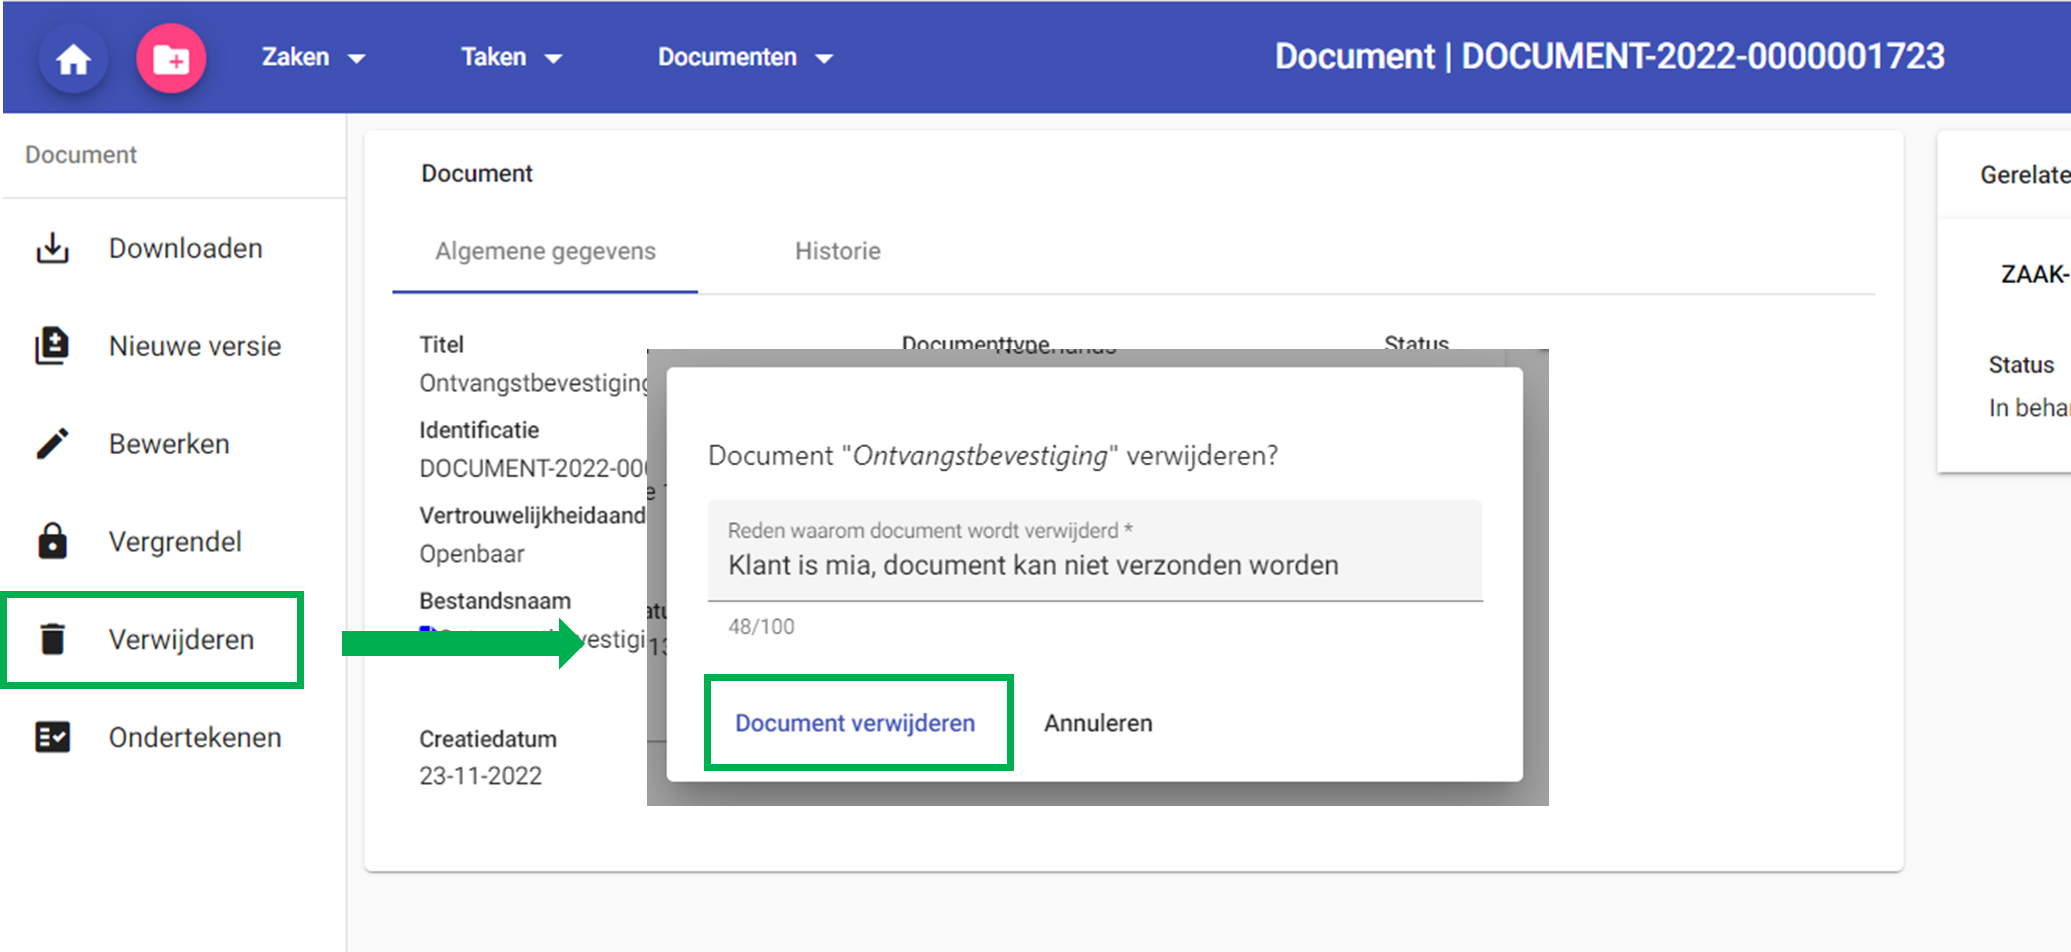 Zaken
Taken
Documenten
Document | DOCUMENT-2022-0000001723
Document
Downloaden
Nieuwe versie
Bewerken
Vergrendel
Verwijderen
Ondertekenen
Document
Algemene gegevens
Historie
Titel
Ontvangstbevestiging
Documenttype
Status
Identificatie
DOCUMENT-2022-00
Vertrouwelijkheidaand
Openbaar
Bestandsnaam
vestigi
Creatiedatum
23-11-2022
Document "Ontvangstbevestiging" verwijderen?
Reden waarom document wordt verwijderd *
Klant is mia, document kan niet verzonden worden
48/100
Document verwijderen
Annuleren
Gerelate
ZAAK-
Status
In beha